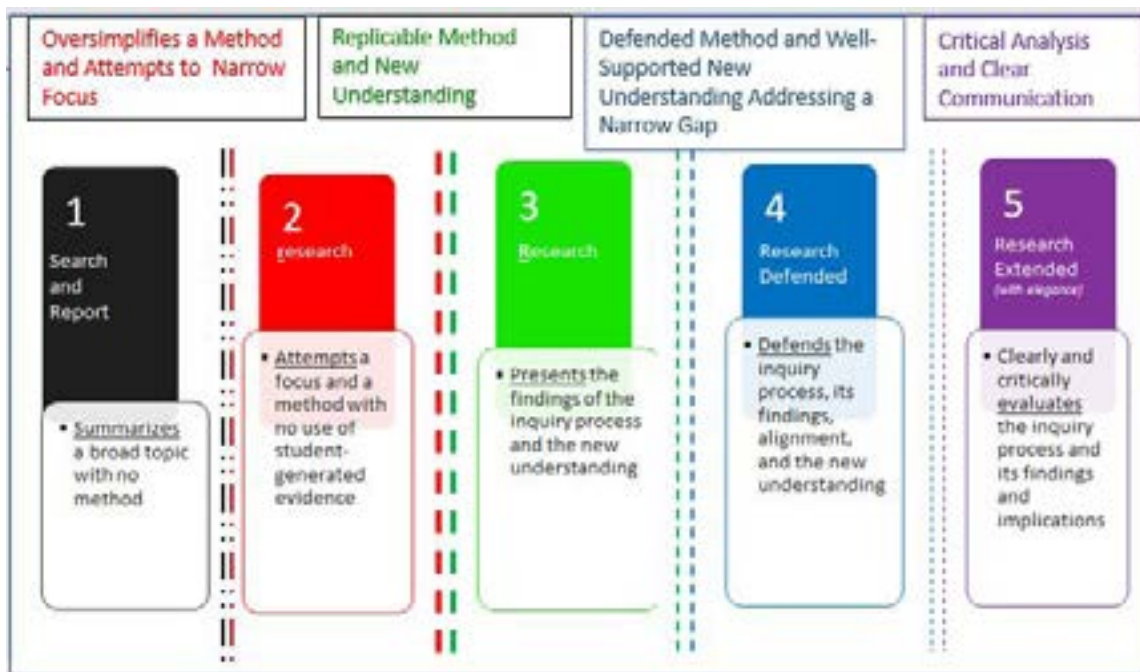 Oversimplifies a Method
and Attempts to Narrow
Focus
Replicable Method
and New
Understanding
Defended Method and Well-
Supported New
Understanding Addressing a
Narrow Gap
Critical Analysis
and Clear
Communication
1
Search
and
Report
▪ Summarizes
a broad topic
with no
method
2
research
▪ Attempts a
focus and a
method with
no use of
student-
generated
evidence
3
Research
▪ Presents the
findings of the
inquiry process
and the new
understanding
4
Research
Defended
▪ Defends the
inquiry
process, its
findings,
alignment,
and the new
understanding
5
Research
Extended
(with elegance)
▪ Clearly and
critically
evaluates
the inquiry
process and
its findings
and
implications